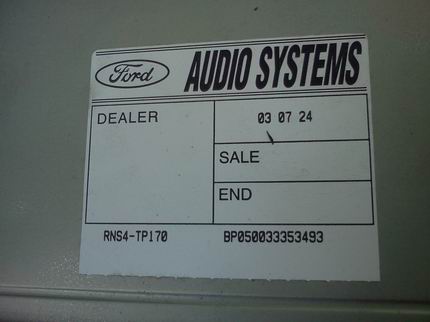 Ford AUDIO SYSTEMS
DEALER
03 07 24
SALE
END
RNS4-TP170 BP050033353493